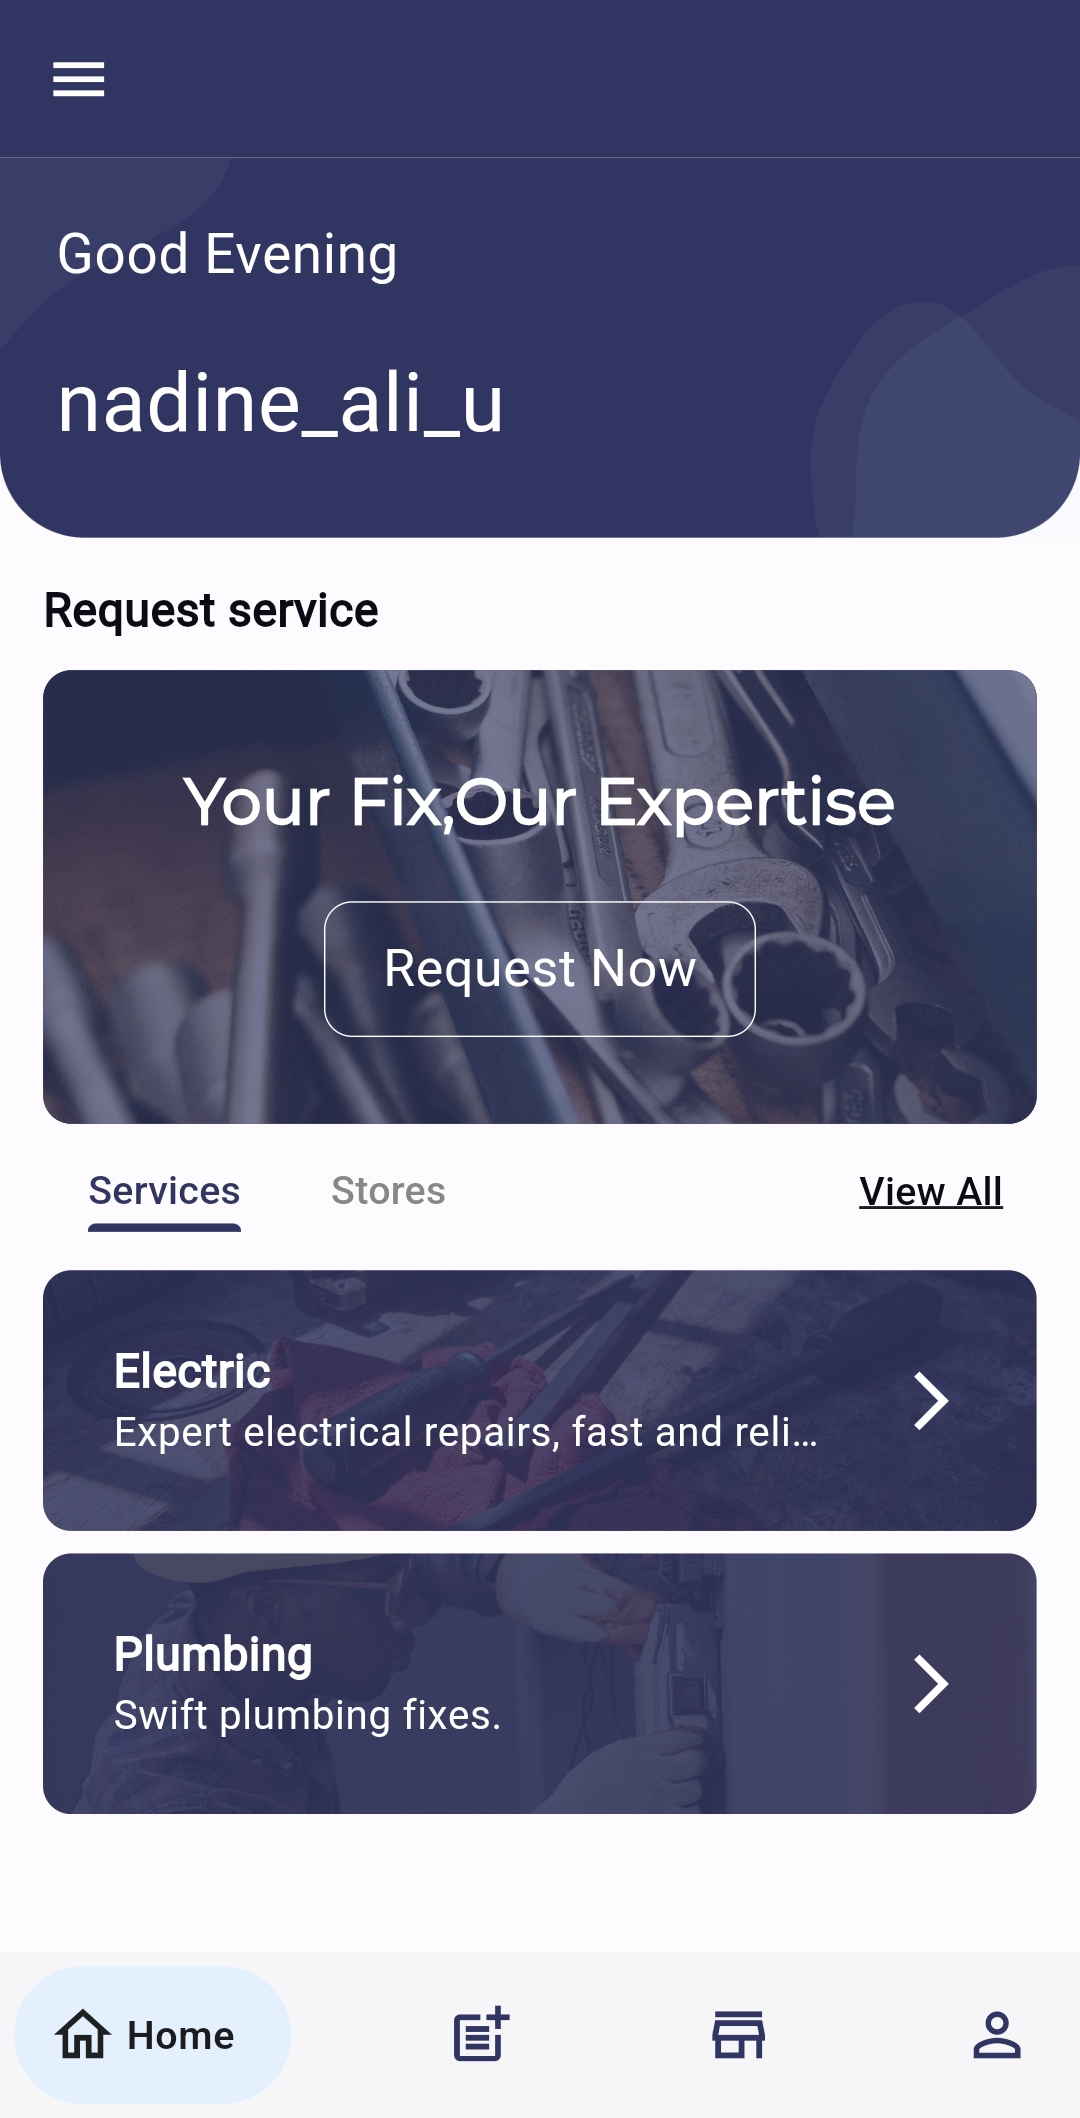 Good Evening
nadine_ali_u
Request service
Your Fix,Our Expertise
Request Now
Services
Stores
View All
Electric
Expert electrical repairs, fast and reli…
Plumbing
Swift plumbing fixes.
Home